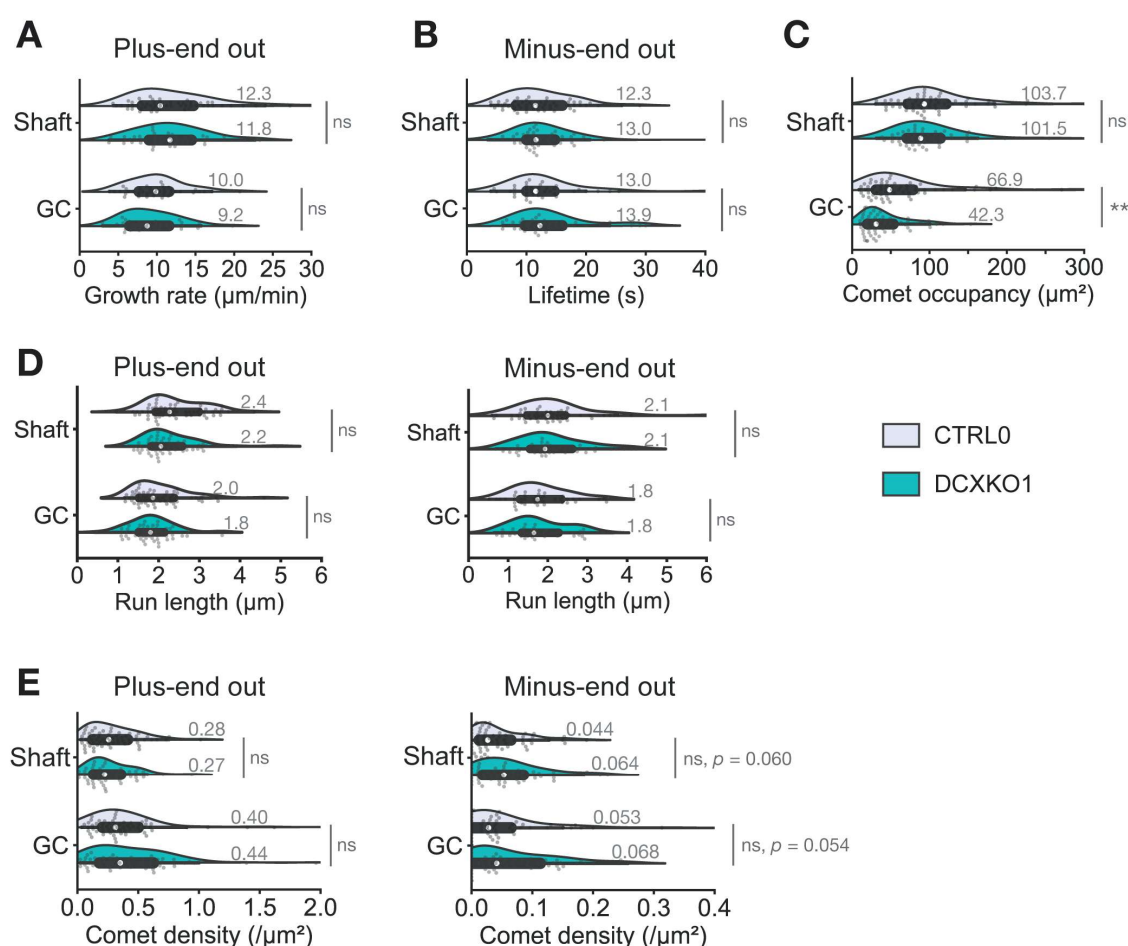 A
Plus-end out
Shaft
12.3
11.8
ns
GC
10.0
9.2
ns
0 5 10 15 20 25 30
Growth rate (µm/min)
B
Minus-end out
12.3
13.0
ns
13.0
13.9
ns
0 10 20 30 40
Lifetime (s)
C
Shaft
103.7
101.5
ns
GC
66.9
42.3
**
0 100 200 300
Comet occupancy (µm²)
D
Plus-end out
Shaft
2.4
2.2
ns
GC
2.0
1.8
ns
0 1 2 3 4 5 6
Run length (µm)
Minus-end out
Shaft
2.1
2.1
ns
GC
1.8
1.8
ns
0 1 2 3 4 5 6
Run length (µm)
CTRL0
DCXKO1
E
Plus-end out
Shaft
0.28
0.27
ns
GC
0.40
0.44
ns
0.0 0.5 1.0 1.5 2.0
Comet density (/µm²)
Minus-end out
Shaft
0.044
0.064
ns, p = 0.060
GC
0.053
0.068
ns, p = 0.054
0.0 0.1 0.2 0.3 0.4
Comet density (/µm²)